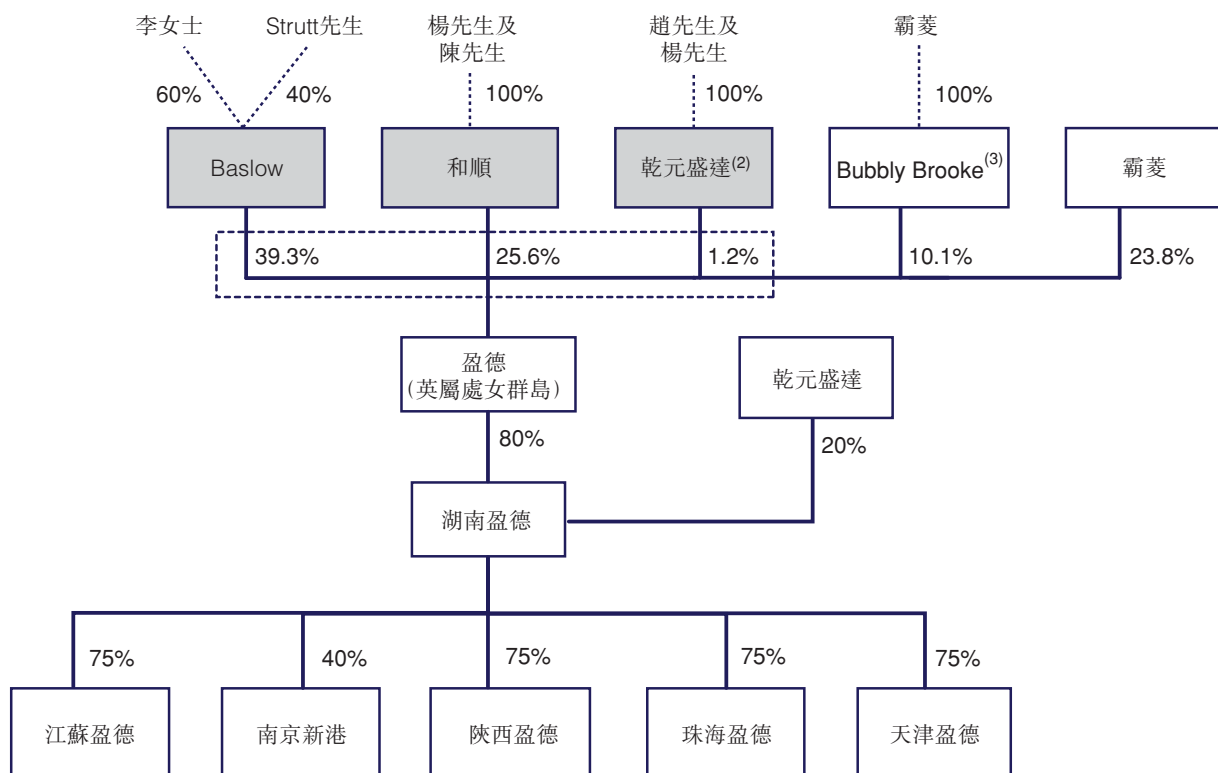 李女士
Strutt先生
楊先生及
陳先生
趙先生及
楊先生
霸菱
60%
40%
100%
100%
100%
Baslow
和順
乾元盛達(2)
Bubbly Brooke(3)
霸菱
39.3%
25.6%
1.2%
10.1%
23.8%
盈德
(英屬處女群島)
乾元盛達
80%
20%
湖南盈德
75%
40%
75%
75%
75%
江蘇盈德
南京新港
陝西盈德
珠海盈德
天津盈德